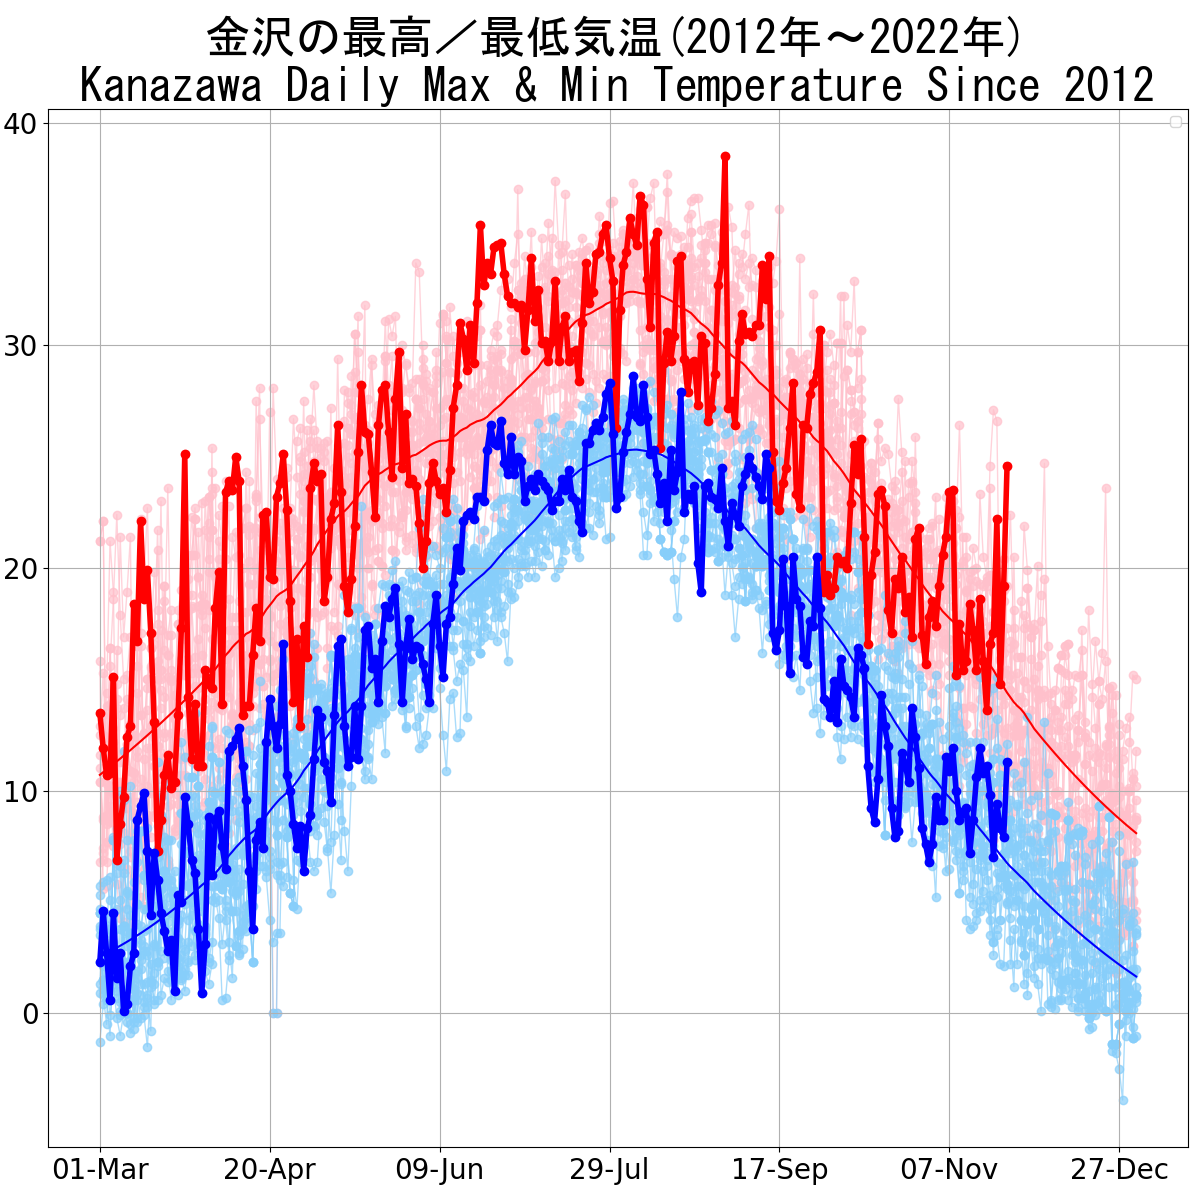 金沢の最高／最低気温(2012年～2022年)
Kanazawa Daily Max & Min Temperature Since 2012
40
30
20
10
0
01-Mar 20-Apr 09-Jun 29-Jul 17-Sep 07-Nov 27-Dec